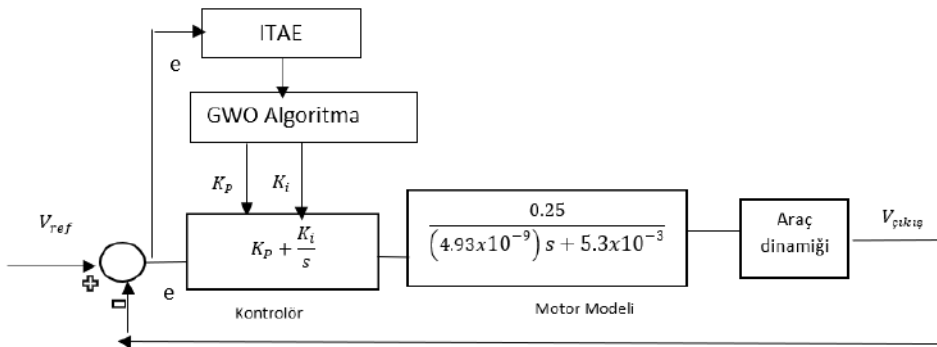 ITAE
e
GWO Algoritma
K_p K_i
V_ref
K_P + K_i/s
0.25/((4.93x10^-9) s + 5.3x10^-3)
Araç
dinamiği
V_çıkış
e
Kontrolör
Motor Modeli